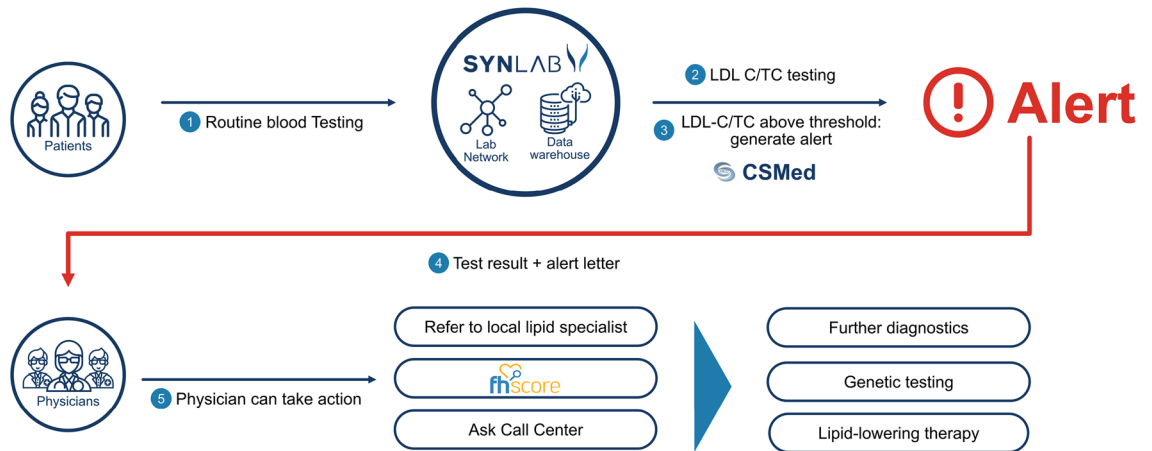 SYNLAB
Patients
1 Routine blood Testing
Lab
Network
Data
warehouse
2 LDL C/TC testing
3 LDL-C/TC above threshold:
generate alert
CSMed
Alert
4 Test result + alert letter
Physicians
5 Physician can take action
Refer to local lipid specialist
fhscore
Ask Call Center
Further diagnostics
Genetic testing
Lipid-lowering therapy